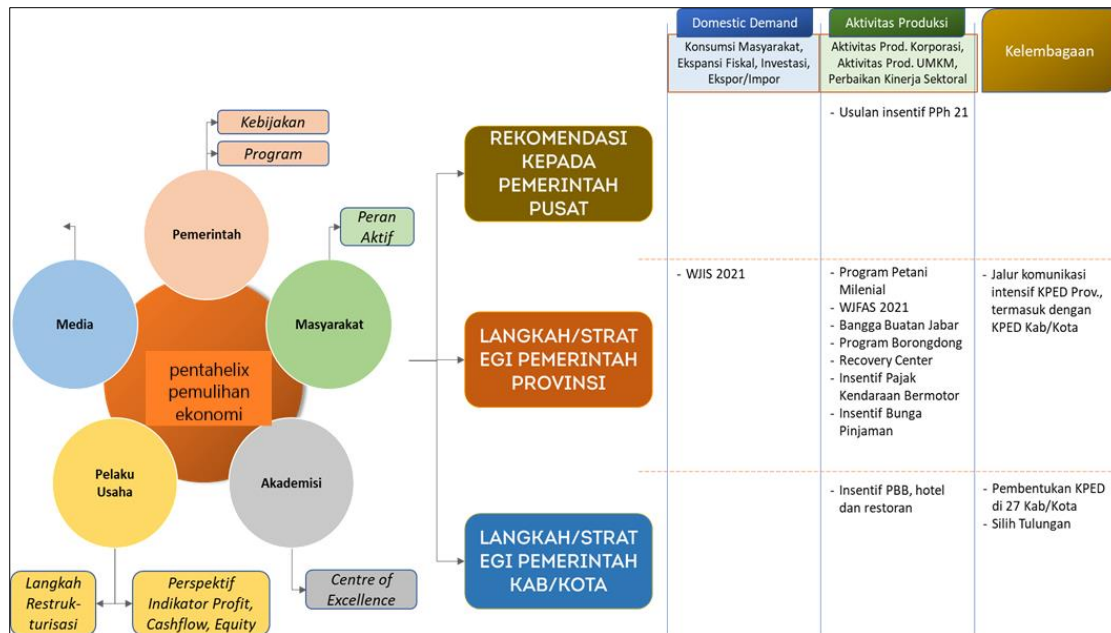 Kebijakan
Program
Pemerintah
Peran
Aktif
Media
Masyarakat
pentahelix
pemulihan
ekonomi
Pelaku
Usaha
Akademisi
Langkah
Restruk-
turisasi
Perspektif
Indikator Profit,
Cashflow, Equity
Centre of
Excellence
REKOMENDASI
KEPADA
PEMERINTAH
PUSAT
LANGKAH/STRAT
EGI PEMERINTAH
PROVINSI
LANGKAH/STRAT
EGI PEMERINTAH
KAB/KOTA
Domestic Demand
Konsumsi Masyarakat,
Ekspansi Fiskal, Investasi,
Ekspor/Impor
Aktivitas Produksi
Aktivitas Prod. Korporasi,
Aktivitas Prod. UMKM,
Perbaikan Kinerja Sektoral
Kelembagaan
- Usulan insentif PPh 21
- WJIS 2021
- Program Petani
Milenial
- WJFAS 2021
- Bangga Buatan Jabar
- Program Borongdong
- Recovery Center
- Insentif Pajak
Kendaraan Bermotor
- Insentif Bunga
Pinjaman
- Jalur komunikasi
intensif KPED Prov.,
termasuk dengan
KPED Kab/Kota
- Insentif PBB, hotel
dan restoran
- Pembentukan KPED
di 27 Kab/Kota
- Silih Tulungan